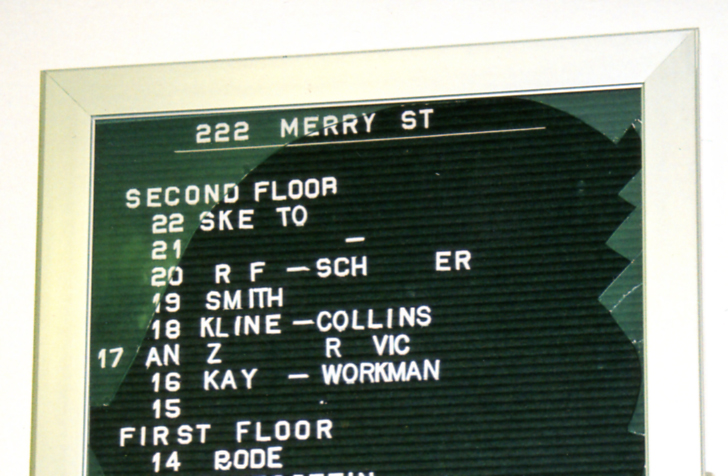 222 MERRY ST
SECOND FLOOR
22 SKE TO
21 –
20 R F – SCH ER
19 SMITH
18 KLINE – COLLINS
17 AN Z R VIC
16 KAY – WORKMAN
15
FIRST FLOOR
14 RODE